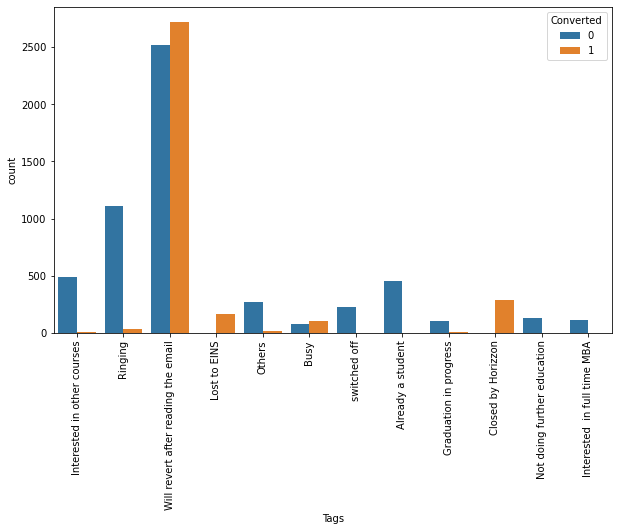 Converted
0
1
2500
2000
1500
1000
500
0
count
Interested in other courses
Ringing
Will revert after reading the email
Lost to EINS
Others
Busy
switched off
Already a student
Graduation in progress
Closed by Horizzon
Not doing further education
Interested  in full time MBA
Tags